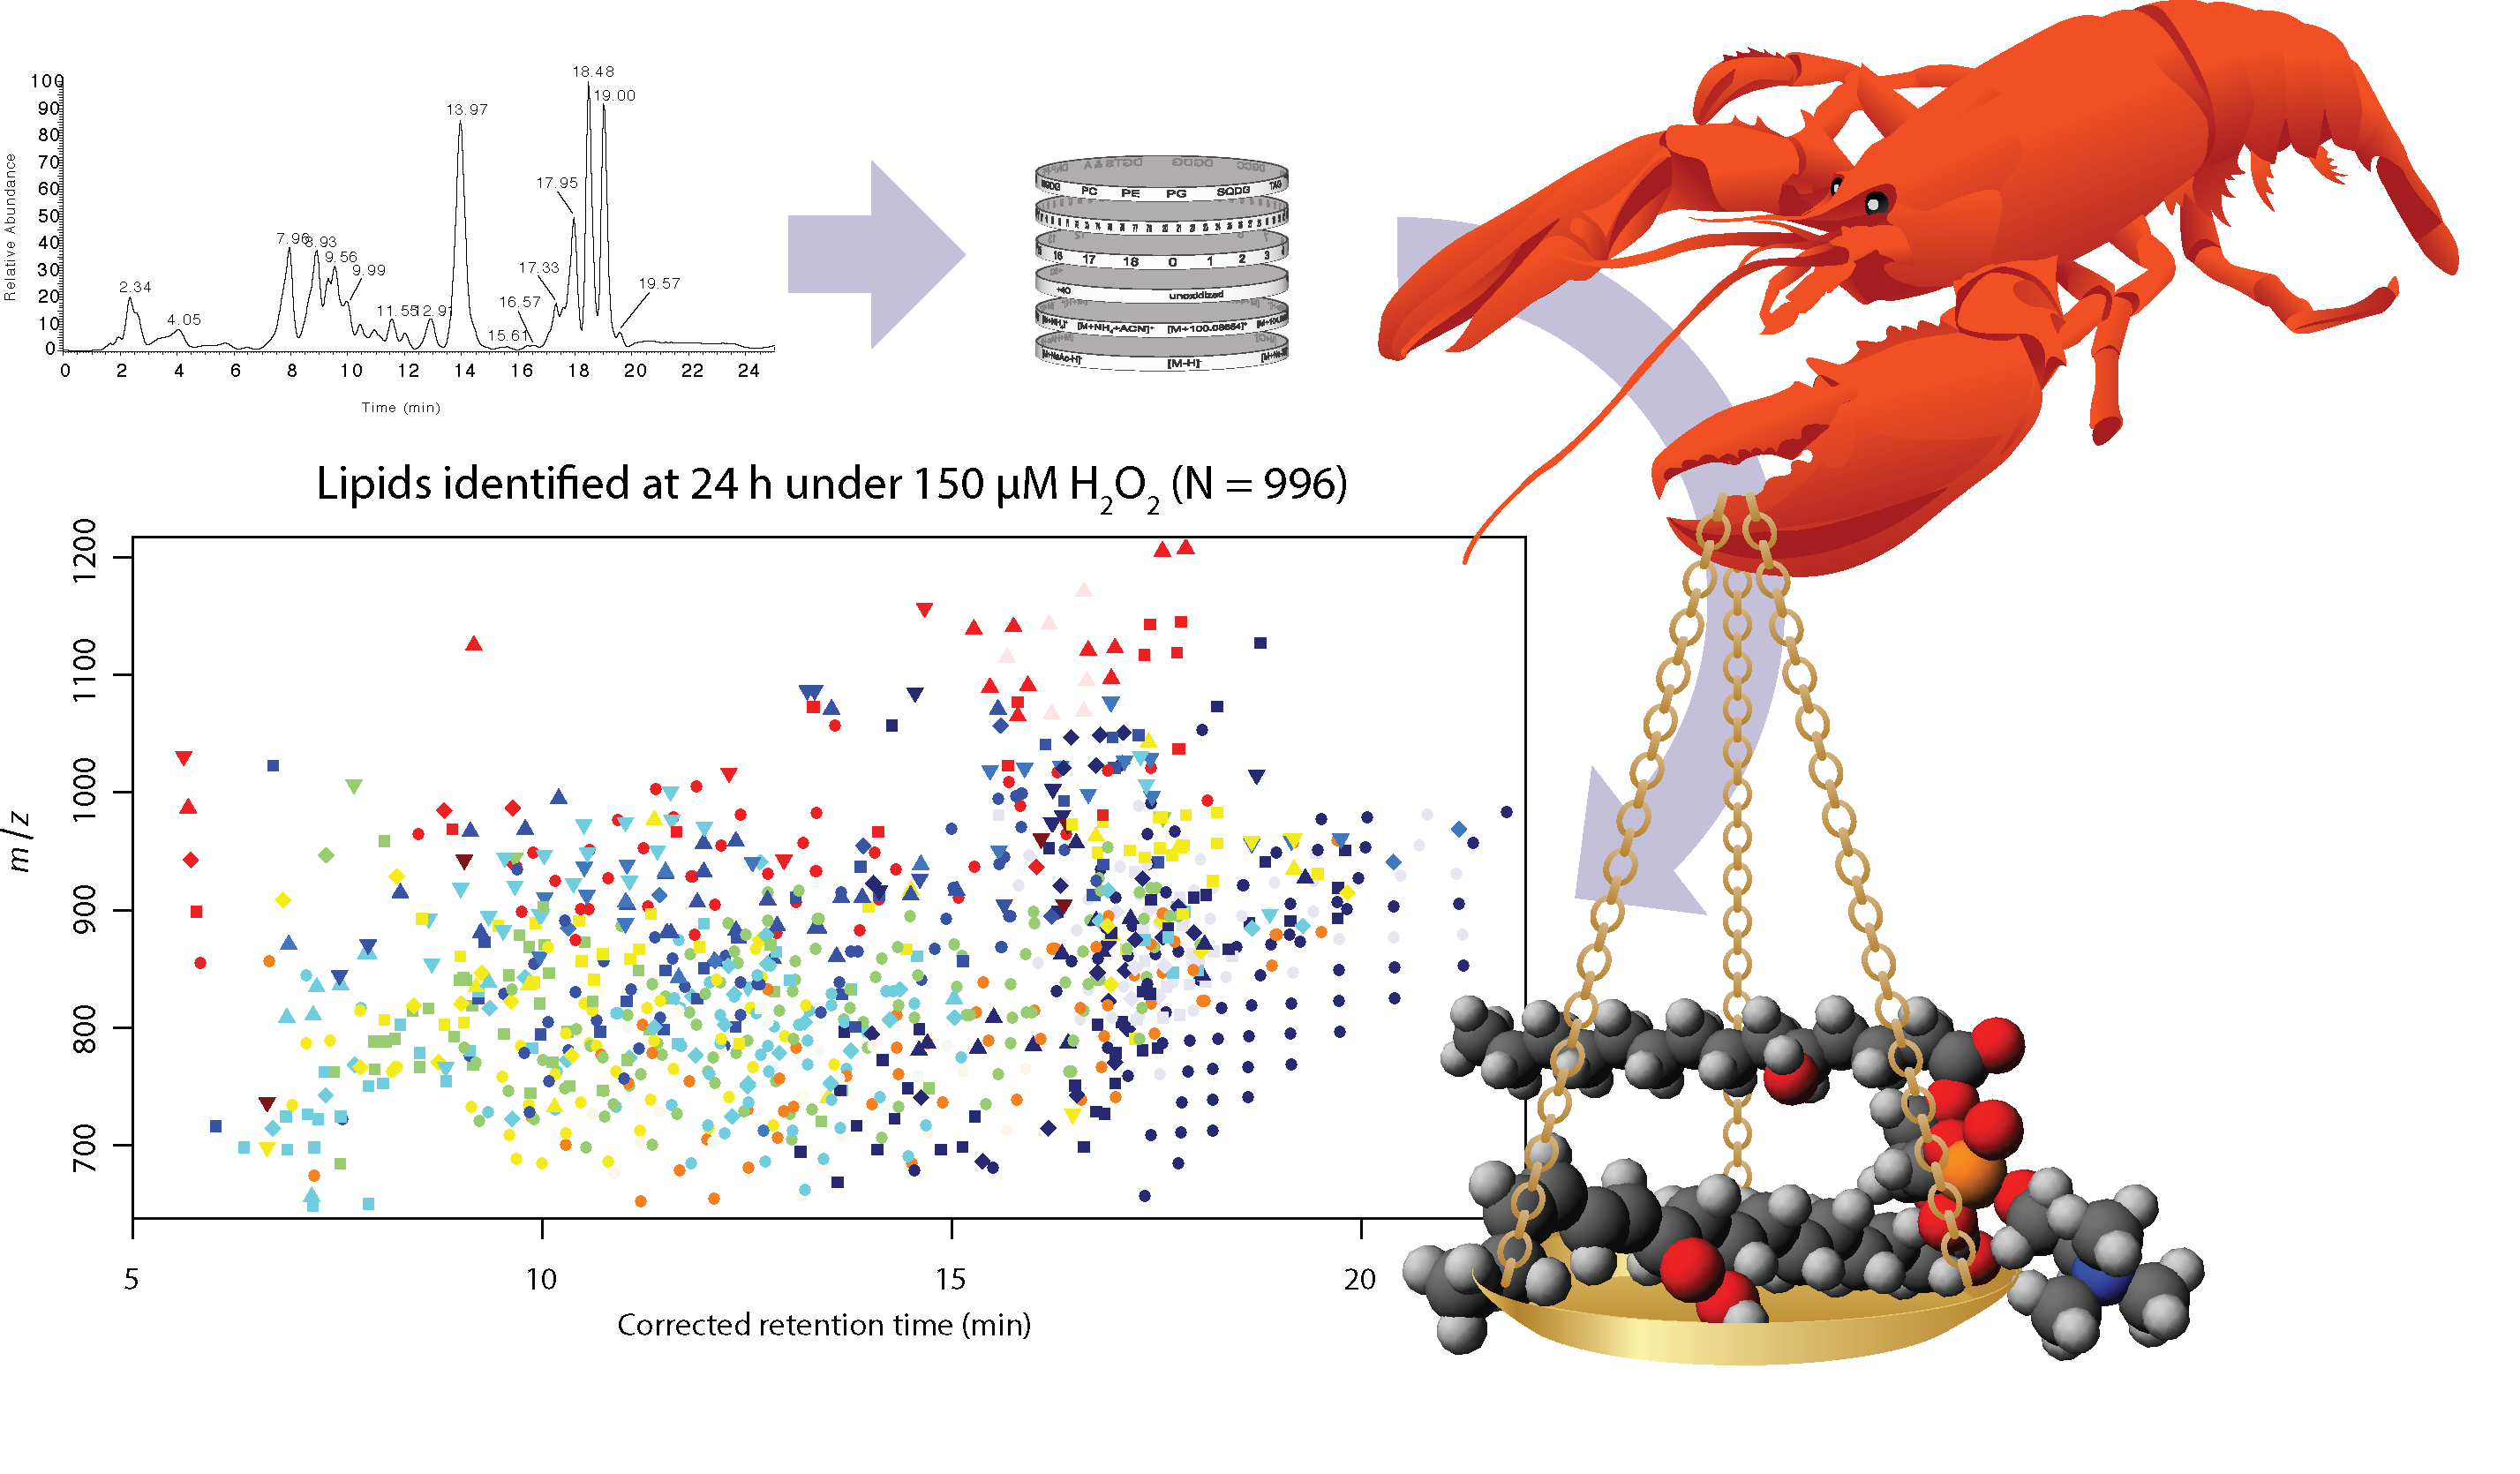 Relative Abundance
100
90
80
70
60
50
40
30
20
10
0
2.34
4.05
7.96
8.93
9.56
9.99
11.55
12.91
13.97
15.61
16.57
17.33
17.95
18.48
19.00
19.57
0 2 4 6 8 10 12 14 16 18 20 22 24
Time (min)
DGTS & A DGDG DGCC
SQDG PC PE PG SQDG TAG
16 17 18 0 1 2 3
+4O unoxidized
[M+NH₄]⁺ [M+NH₄+ACN]⁺ [M+100.08654]⁺
[M+NaAc-H]⁻ [M-H]⁻
Lipids identified at 24 h under 150 µM H₂O₂ (N = 996)
m/z
1200
1100
1000
900
800
700
5 10 15 20
Corrected retention time (min)